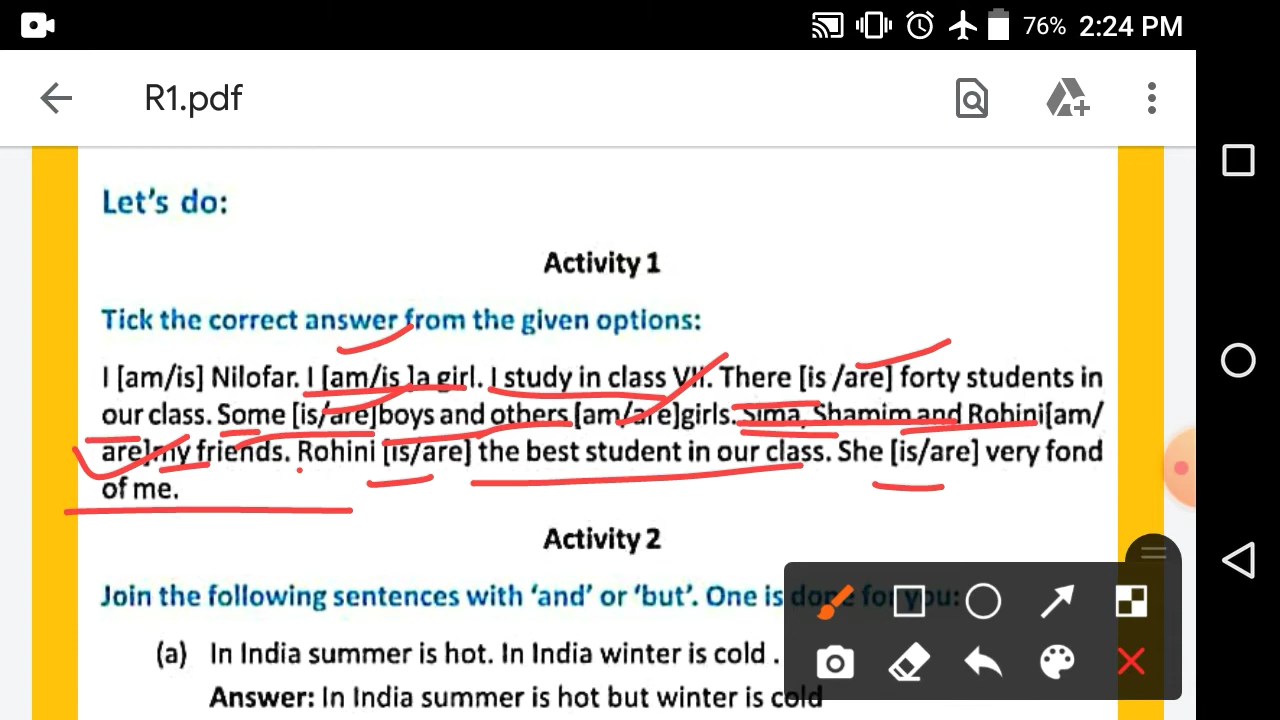 76% 2:24 PM
R1.pdf
Let's do:
Activity 1
Tick the correct answer from the given options:
I [am/is] Nilofar. I [am/is ]a girl. I study in class VII. There [is /are] forty students in
our class. Some [is/are]boys and others [am/are]girls. Sima, Shamim and Rohini[am/
are]my friends. Rohini [is/are] the best student in our class. She [is/are] very fond
of me.
Activity 2
Join the following sentences with 'and' or 'but'. One is done for you:
(a) In India summer is hot. In India winter is cold .
Answer: In India summer is hot but winter is cold